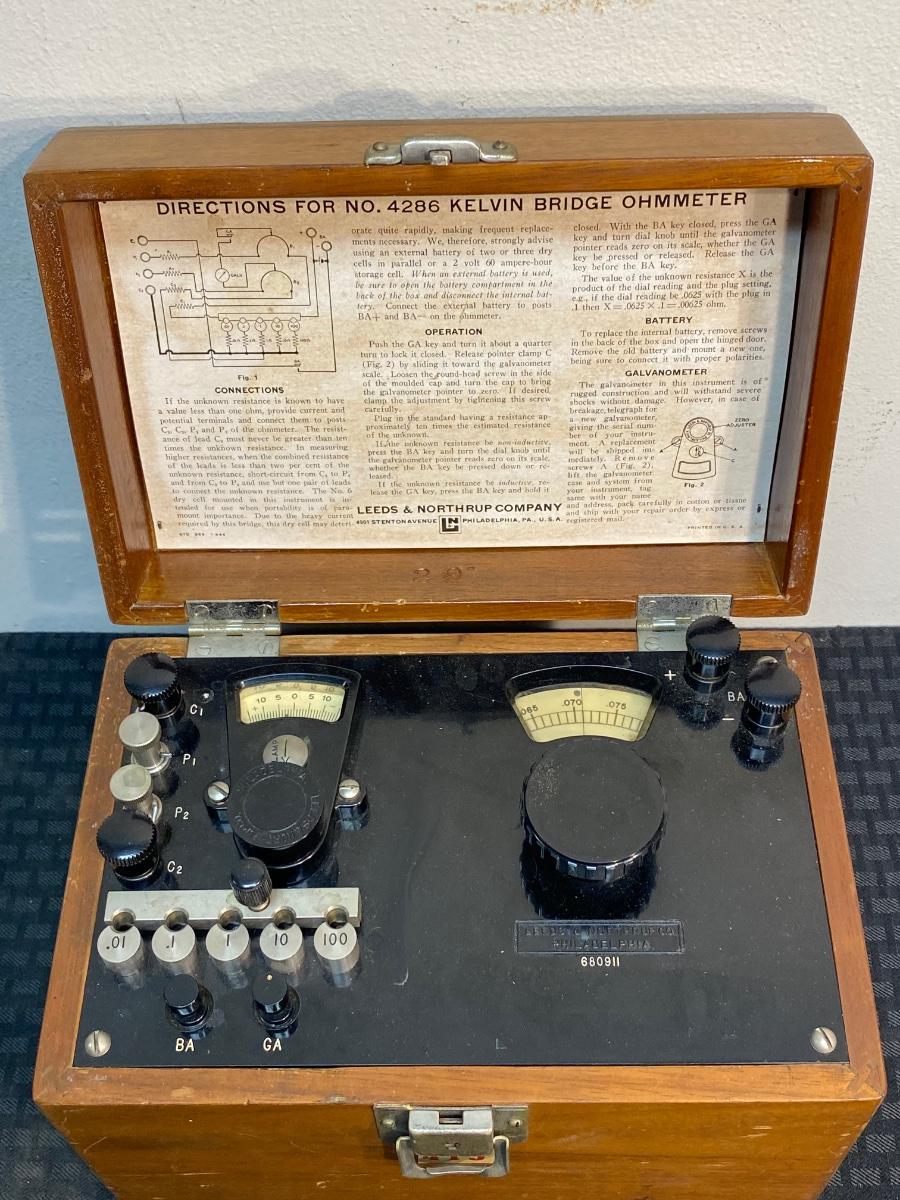 DIRECTIONS FOR NO. 4286 KELVIN BRIDGE OHMMETER
Fig. 1
CONNECTIONS
If the unknown resistance is known to have
a value less than one ohm, provide current and
potential terminals and connect them to posts
C₁, C₂, P₁ and P₂ of the ohmmeter. The resist-
ance of lead C₂ must never be greater than ten
times the unknown resistance. In measuring
higher resistances, when the combined resistance
of the leads is less than two per cent of the
unknown resistance, short-circuit from C₁ to P₁
and from C₂ to P₂ and use but one pair of leads
to connect the unknown resistance. The No. 6
dry cell mounted in this instrument is in-
tended for use when portability is of para-
mount importance. Due to the heavy current
required by this bridge, this dry cell may deteri-
orate quite rapidly, making frequent replace-
ments necessary. We, therefore, strongly advise
using an external battery of two or three dry
cells in parallel or a 2 volt 60 ampere-hour
storage cell. When an external battery is used,
be sure to open the battery compartment in the
back of the box and disconnect the internal bat-
tery. Connect the external battery to posts
BA+ and BA— on the ohmmeter.
OPERATION
Push the GA key and turn it about a quarter
turn to lock it closed. Release pointer clamp C
(Fig. 2) by sliding it toward the galvanometer
scale. Loosen the round-head screw in the side
of the moulded cap and turn the cap to bring
the galvanometer pointer to zero. If desired,
clamp the adjustment by tightening this screw
carefully.
Plug in the standard having a resistance ap-
proximately ten times the estimated resistance
of the unknown.
If the unknown resistance be non-inductive,
press the BA key and turn the dial knob until
the galvanometer pointer reads zero on its scale,
whether the BA key be pressed down or re-
leased.
If the unknown resistance be inductive, re-
lease the GA key, press the BA key and hold it
LEEDS & NORTHRUP COMPANY
4901 STENTON AVENUE LN PHILADELPHIA, PA., U.S.A.
closed. With the BA key closed, press the GA
key and turn dial knob until the galvanometer
pointer reads zero on its scale, whether the GA
key be pressed or released. Release the GA
key before the BA key.
The value of the unknown resistance X is the
product of the dial reading and the plug setting,
e.g., if the dial reading be .0625 with the plug in
.1 then X = .0625 × .1 = .00625 ohm.
BATTERY
To replace the internal battery, remove screws
in the back of the box and open the hinged door.
Remove the old battery and mount a new one,
being sure to connect it with proper polarities.
GALVANOMETER
The galvanometer in this instrument is of
rugged construction and will withstand severe
shocks without damage. However, in case of
breakage, telegraph for
a new galvanometer,
giving the serial num-
ber of your instru-
ment. A replacement
will be shipped im-
mediately. Remove
screws A (Fig. 2),
lift the galvanometer
case and system from
your instrument, tag
same with your name
and address, pack carefully in cotton or tissue
and ship with your repair order by express or
registered mail.
ZERO
ADJUSTER
Fig. 2
PRINTED IN U.S.A.
C₁
P₁
P₂
C₂
10 5 0 5 10
+ −
CLAMP
.070 .075
+
BA
−
.01 .1 1 10 100
BA GA
LEEDS & NORTHRUP CO.
PHILADELPHIA
680911